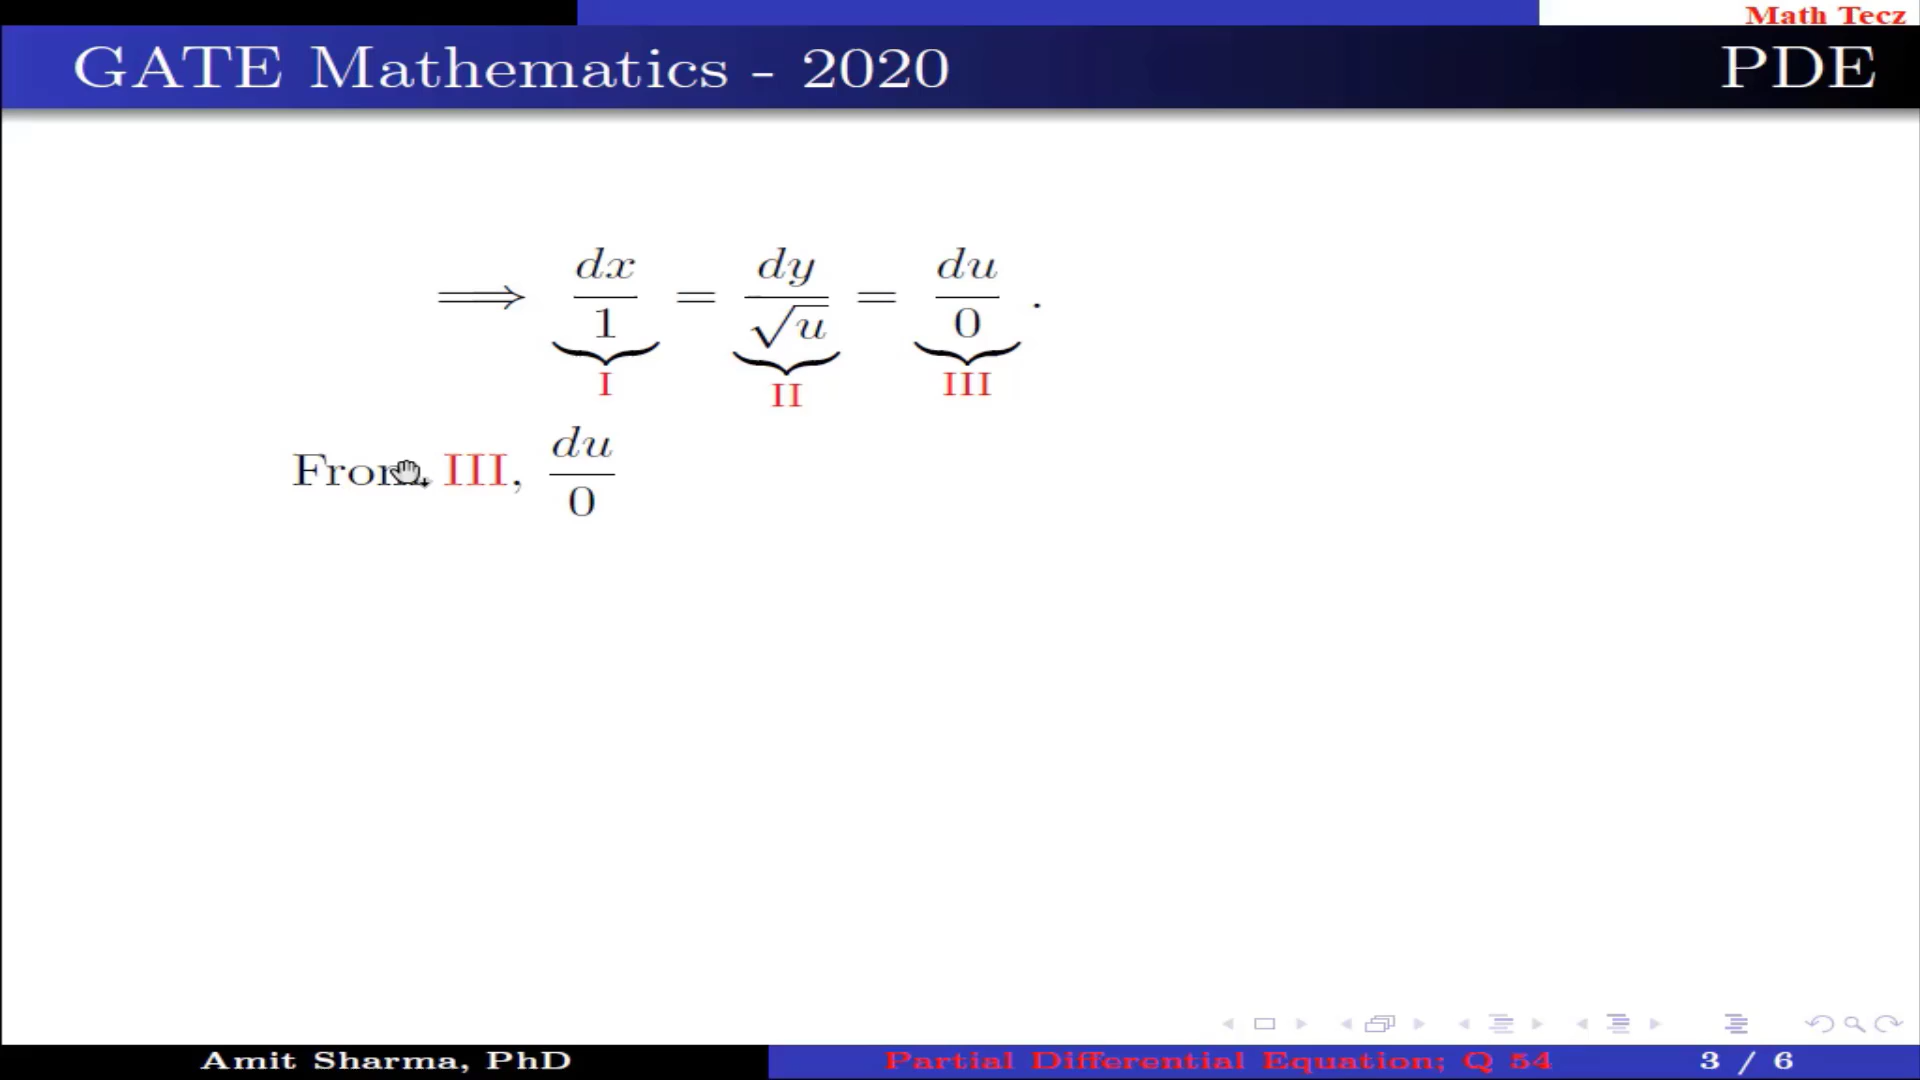 Math Tecz
GATE Mathematics - 2020 PDE
⟹ dx/1 = dy/√u = du/0 .
I II III
From III, du/0
Amit Sharma, PhD Partial Differential Equation; Q 54 3 / 6